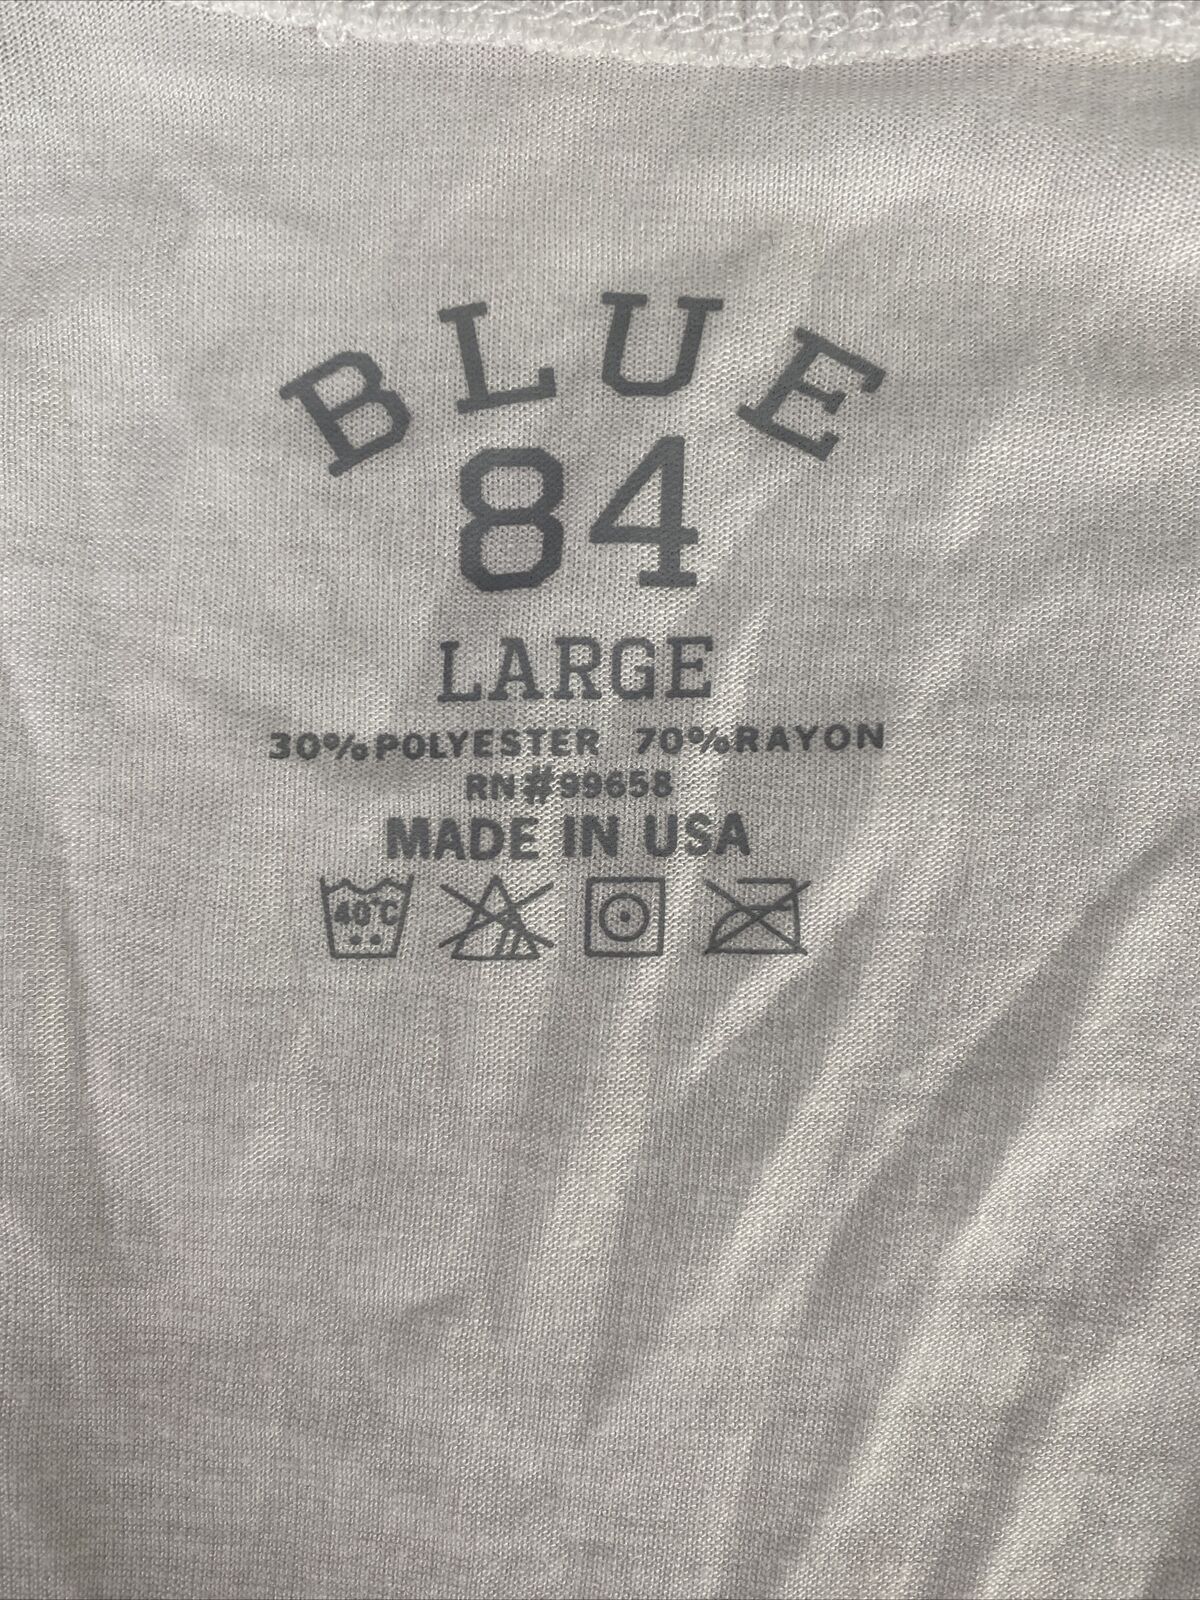 BLUE
84
LARGE
30%POLYESTER 70%RAYON
RN#99658
MADE IN USA
40°C